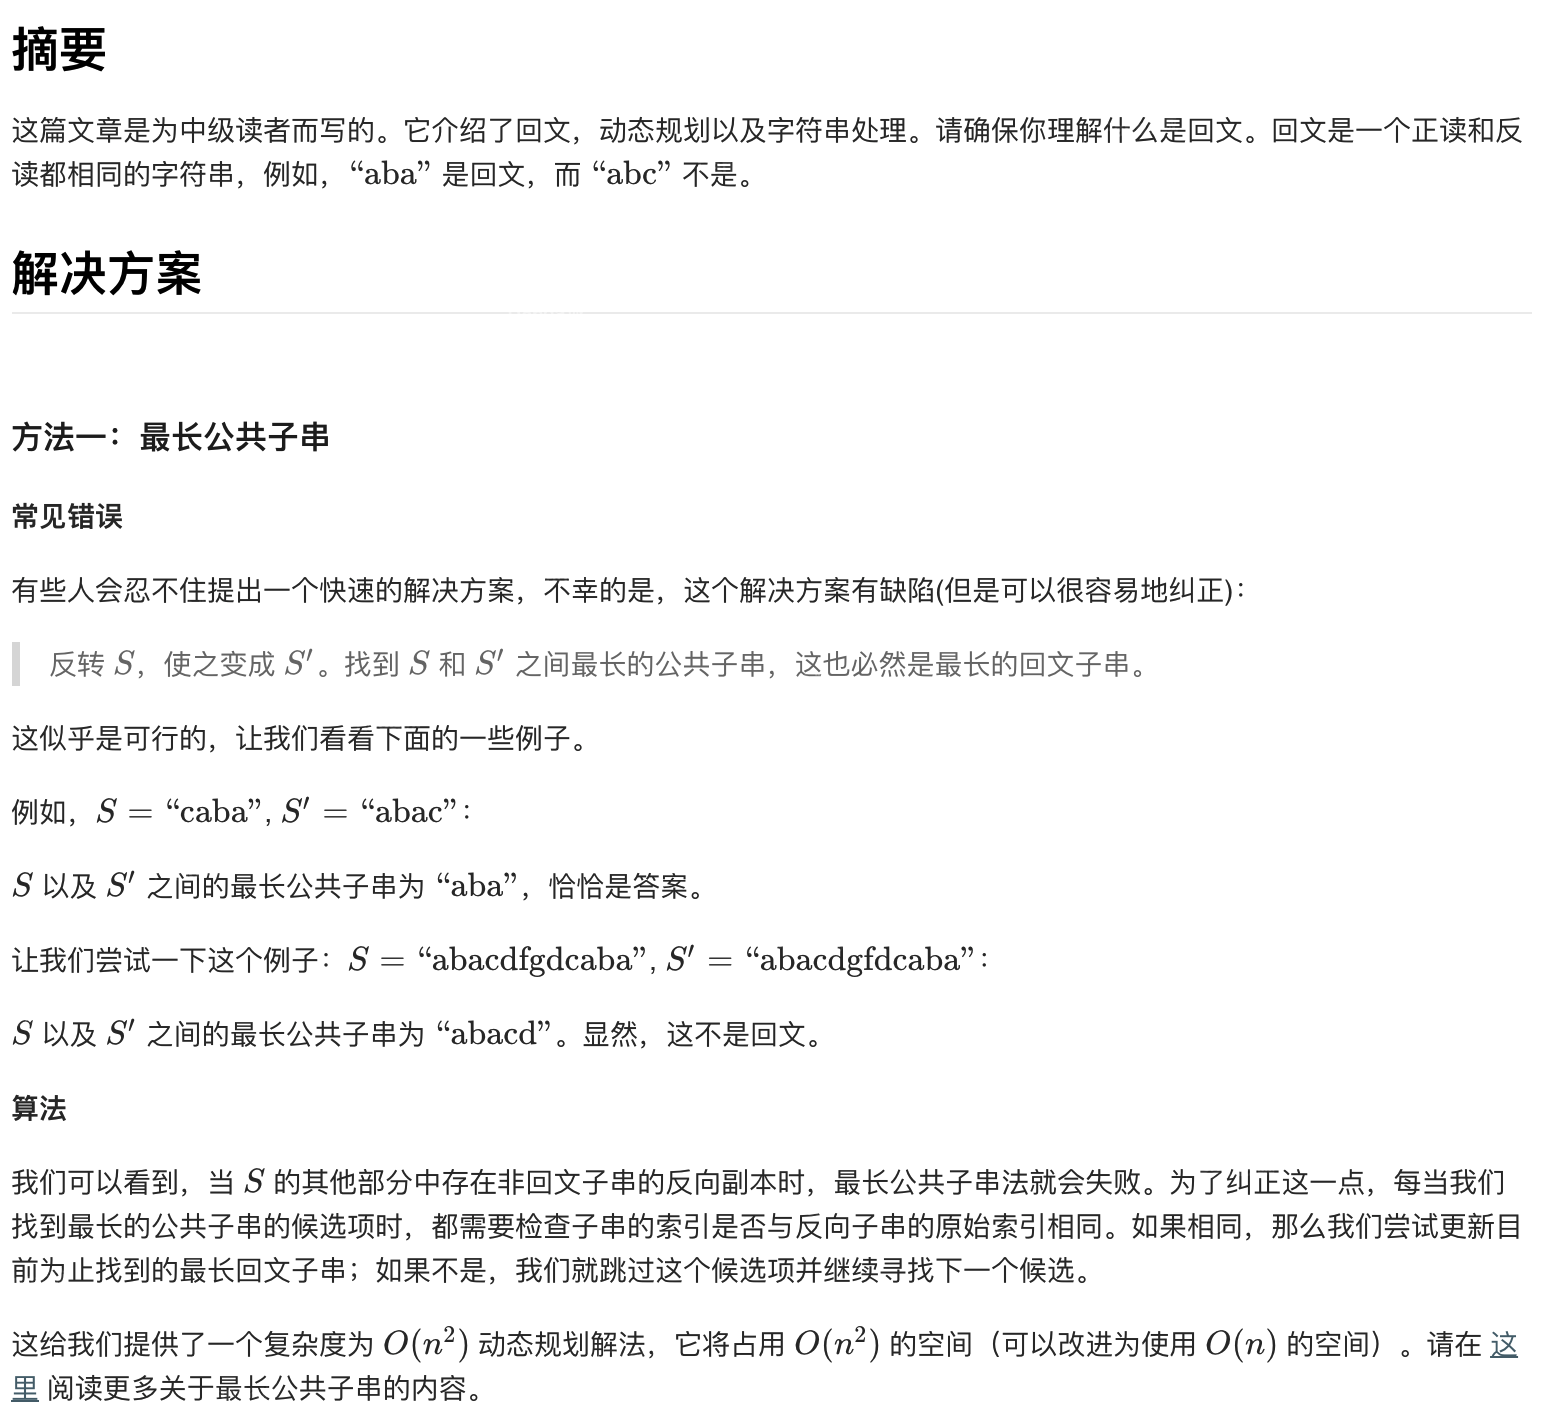 摘要
这篇文章是为中级读者而写的。它介绍了回文，动态规划以及字符串处理。请确保你理解什么是回文。回文是一个正读和反
读都相同的字符串，例如，“aba” 是回文，而 “abc” 不是。
解决方案
方法一：最长公共子串
常见错误
有些人会忍不住提出一个快速的解决方案，不幸的是，这个解决方案有缺陷(但是可以很容易地纠正)：
反转 S，使之变成 S′。找到 S 和 S′ 之间最长的公共子串，这也必然是最长的回文子串。
这似乎是可行的，让我们看看下面的一些例子。
例如，S = “caba”, S′ = “abac”：
S 以及 S′ 之间的最长公共子串为 “aba”，恰恰是答案。
让我们尝试一下这个例子：S = “abacdfgdcaba”, S′ = “abacdgfdcaba”：
S 以及 S′ 之间的最长公共子串为 “abacd”。显然，这不是回文。
算法
我们可以看到，当 S 的其他部分中存在非回文子串的反向副本时，最长公共子串法就会失败。为了纠正这一点，每当我们
找到最长的公共子串的候选项时，都需要检查子串的索引是否与反向子串的原始索引相同。如果相同，那么我们尝试更新目
前为止找到的最长回文子串；如果不是，我们就跳过这个候选项并继续寻找下一个候选。
这给我们提供了一个复杂度为 O(n²) 动态规划解法，它将占用 O(n²) 的空间（可以改进为使用 O(n) 的空间）。请在 这
里 阅读更多关于最长公共子串的内容。